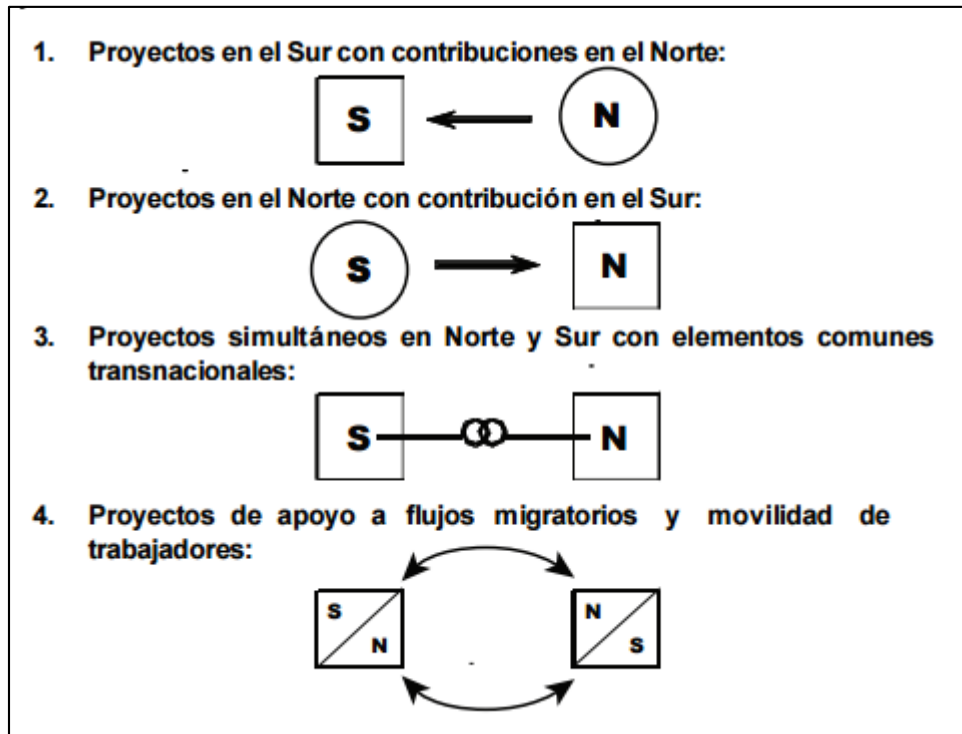 1. Proyectos en el Sur con contribuciones en el Norte:
S N
2. Proyectos en el Norte con contribución en el Sur:
S N
3. Proyectos simultáneos en Norte y Sur con elementos comunes
transnacionales:
S N
4. Proyectos de apoyo a flujos migratorios y movilidad de
trabajadores:
S N
N S